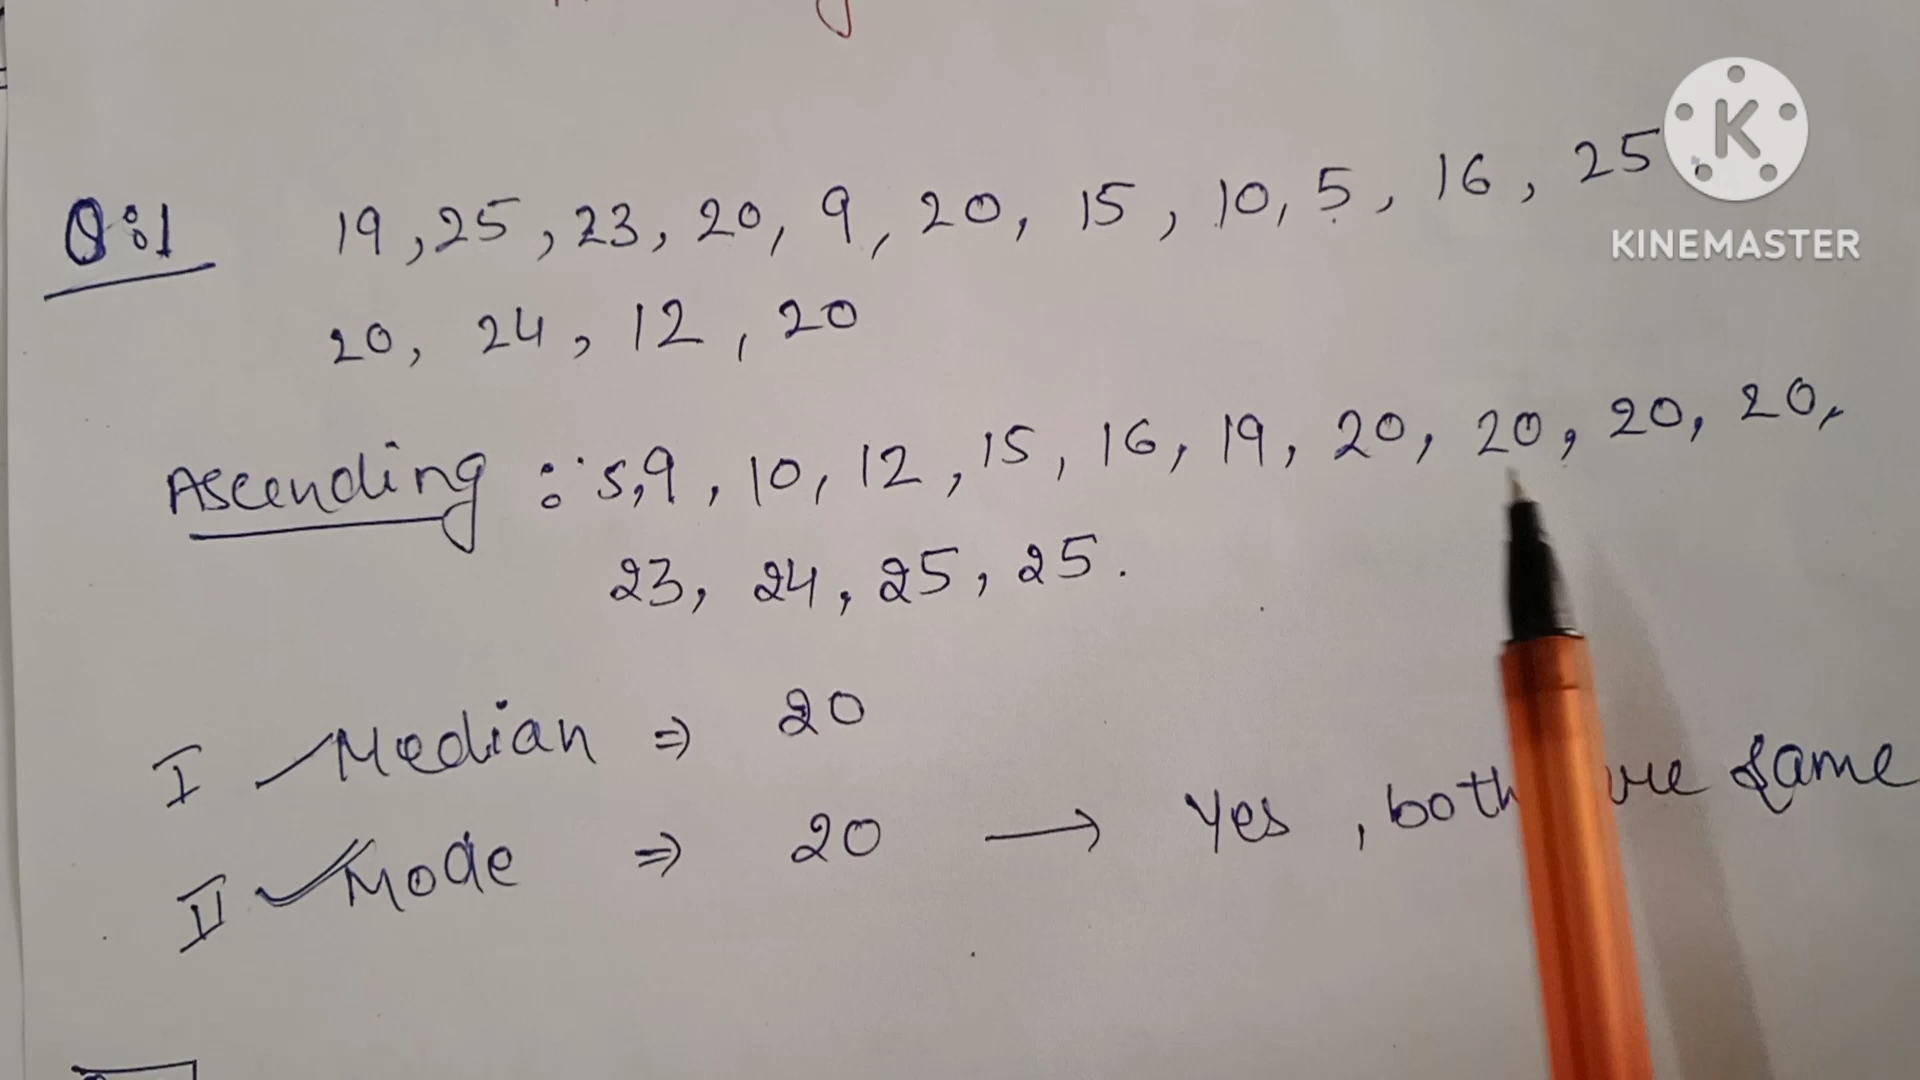 K
KINEMASTER
Q:1 19, 25, 23, 20, 9, 20, 15, 10, 5, 16, 25
20, 24, 12, 20
Ascending : 5, 9, 10, 12, 15, 16, 19, 20, 20, 20, 20,
23, 24, 25, 25.
I Median ⇒ 20
II Mode ⇒ 20 → Yes, both are same